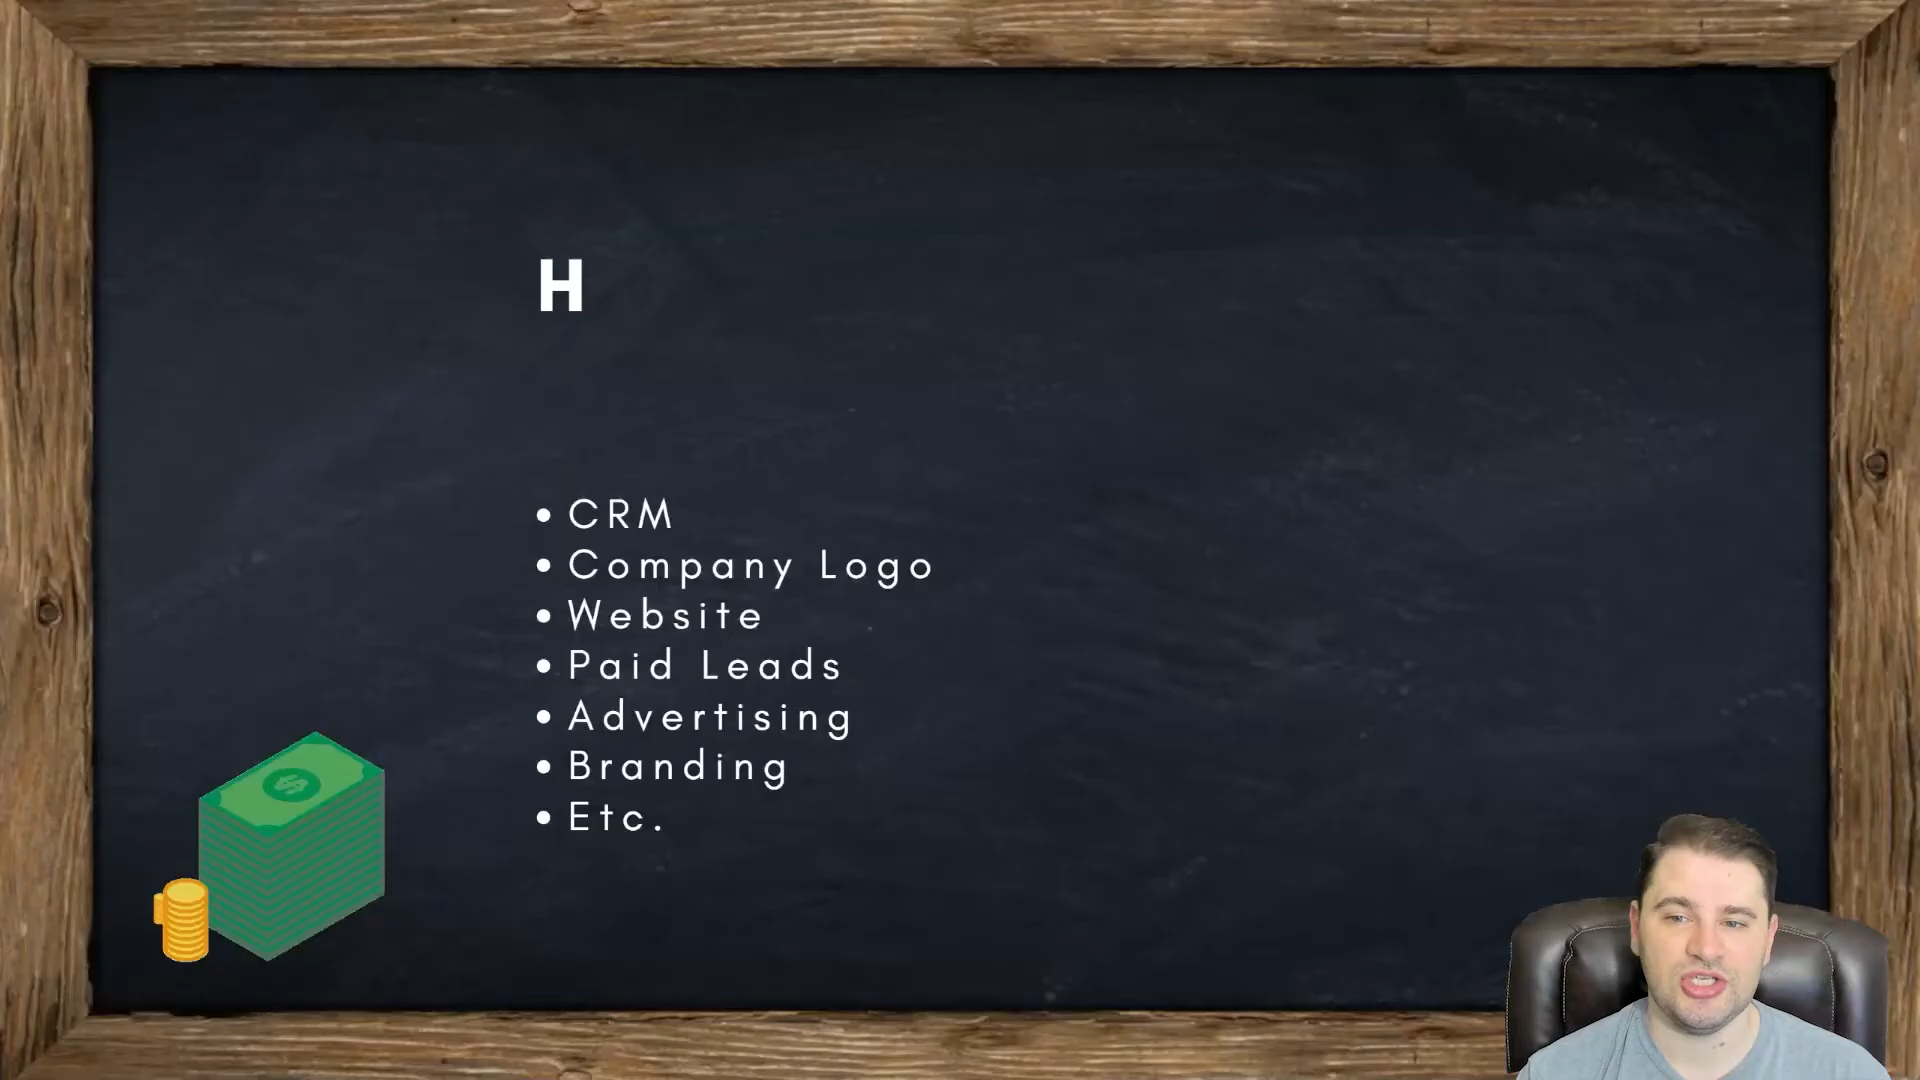 H
• CRM
• Company Logo
• Website
• Paid Leads
• Advertising
• Branding
• Etc.